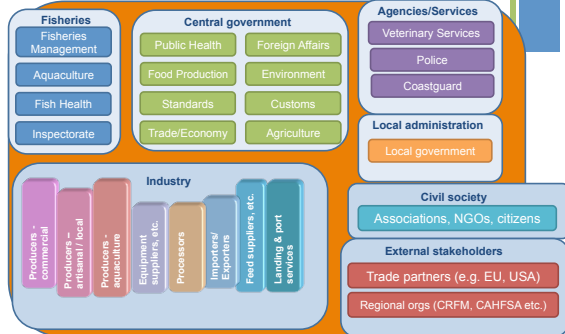 Fisheries
Fisheries
Management
Aquaculture
Fish Health
Inspectorate
Central government
Public Health
Foreign Affairs
Food Production
Environment
Standards
Customs
Trade/Economy
Agriculture
Agencies/Services
Veterinary Services
Police
Coastguard
Local administration
Local government
Industry
Producers -
commercial
Producers –
artisanal / local
Producers -
aquaculture
Equipment
suppliers, etc.
Processors
Importers/
Exporters
Feed suppliers, etc.
Landing & port
services
Civil society
Associations, NGOs, citizens
External stakeholders
Trade partners (e.g. EU, USA)
Regional orgs (CRFM, CAHFSA etc.)